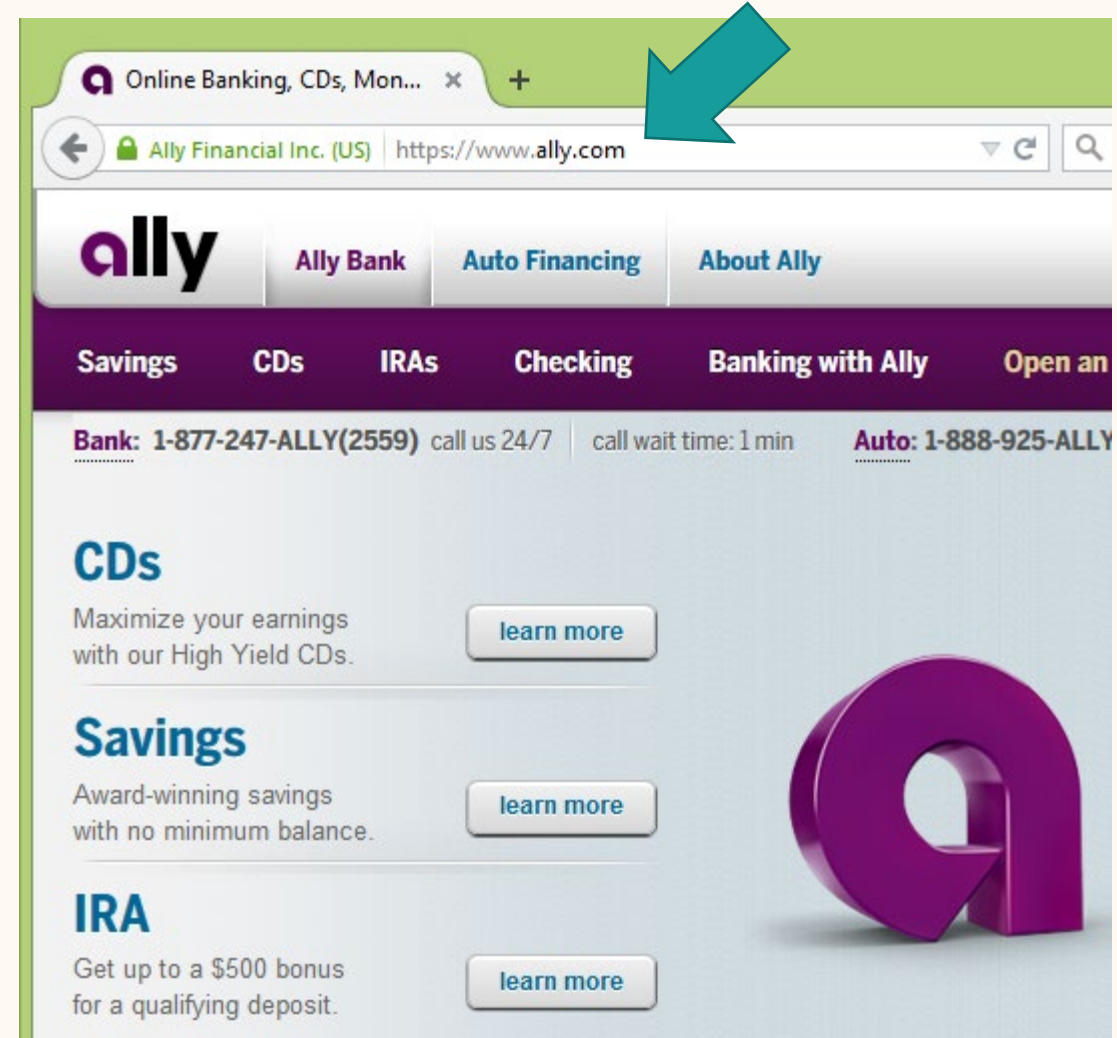 Online Banking, CDs, Mon...
Ally Financial Inc. (US) https://www.ally.com
ally Ally Bank Auto Financing About Ally
Savings CDs IRAs Checking Banking with Ally Open an
Bank: 1-877-247-ALLY(2559) call us 24/7 call wait time: 1 min Auto: 1-888-925-ALLY
CDs
Maximize your earnings
with our High Yield CDs.
learn more
Savings
Award-winning savings
with no minimum balance.
learn more
IRA
Get up to a $500 bonus
for a qualifying deposit.
learn more